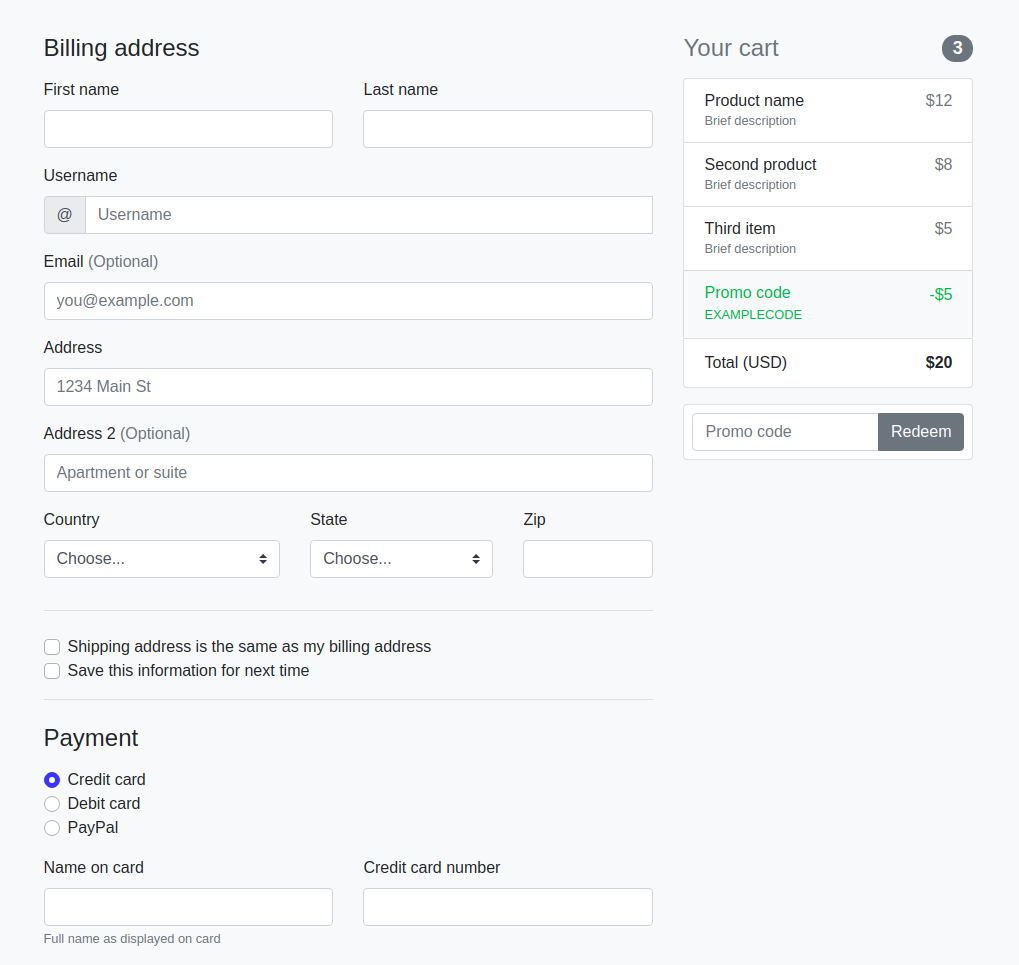 Billing address
First name
Last name
Username
@ Username
Email (Optional)
you@example.com
Address
1234 Main St
Address 2 (Optional)
Apartment or suite
Country
State
Zip
Choose...
Choose...
Shipping address is the same as my billing address
Save this information for next time
Payment
Credit card
Debit card
PayPal
Name on card
Credit card number
Full name as displayed on card
Your cart 3
Product name $12
Brief description
Second product $8
Brief description
Third item $5
Brief description
Promo code -$5
EXAMPLECODE
Total (USD) $20
Promo code Redeem